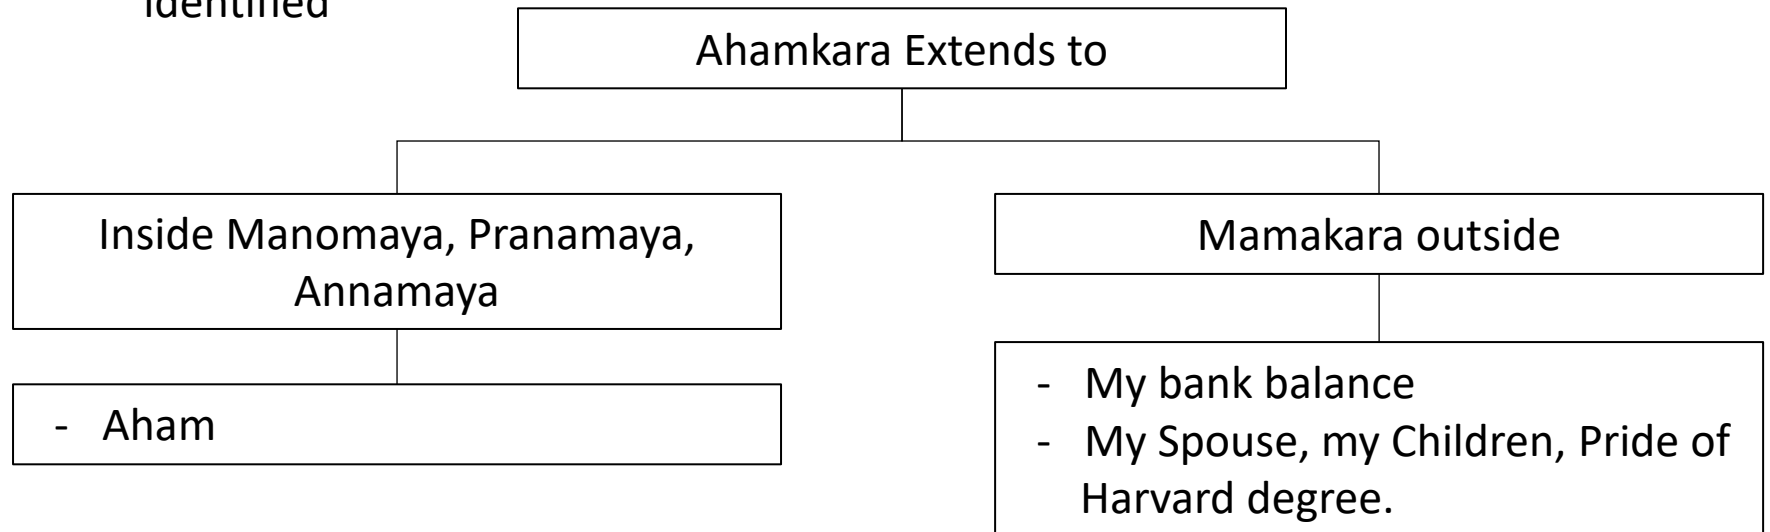 identified
Ahamkara Extends to
Inside Manomaya, Pranamaya,
Annamaya
Mamakara outside
- Aham
- My bank balance
- My Spouse, my Children, Pride of
Harvard degree.